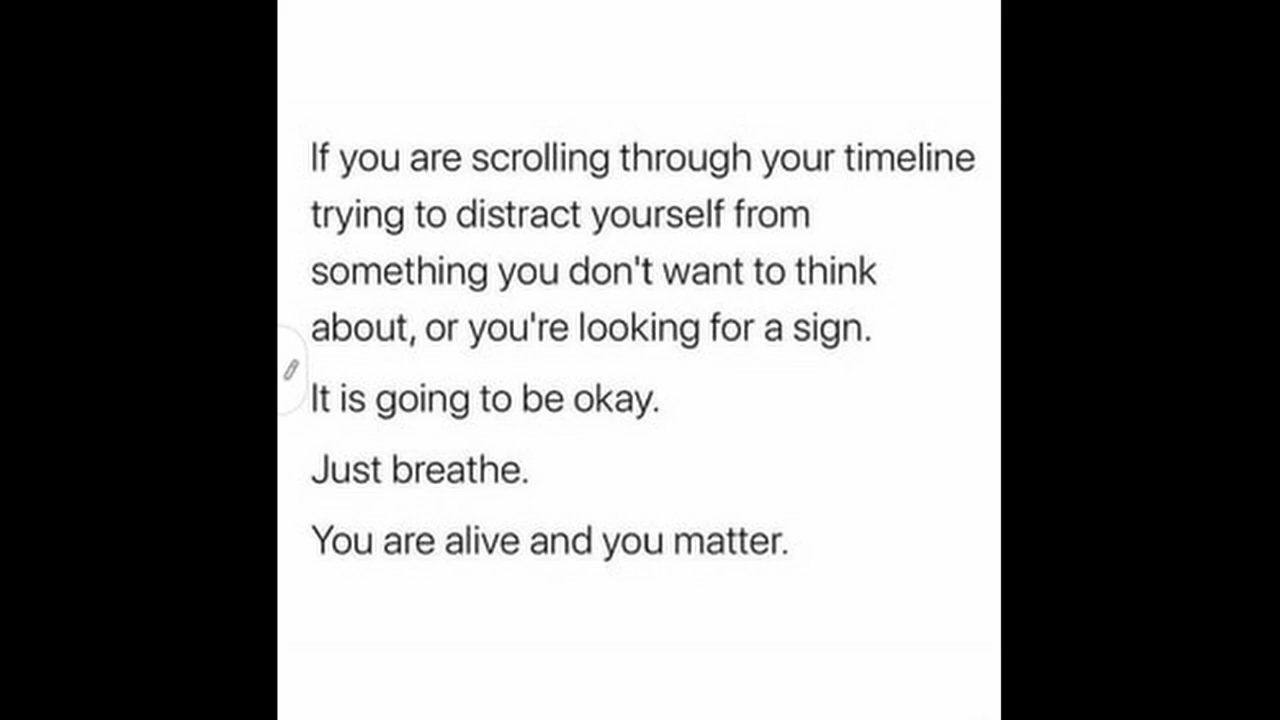 If you are scrolling through your timeline
trying to distract yourself from
something you don't want to think
about, or you're looking for a sign.
It is going to be okay.
Just breathe.
You are alive and you matter.